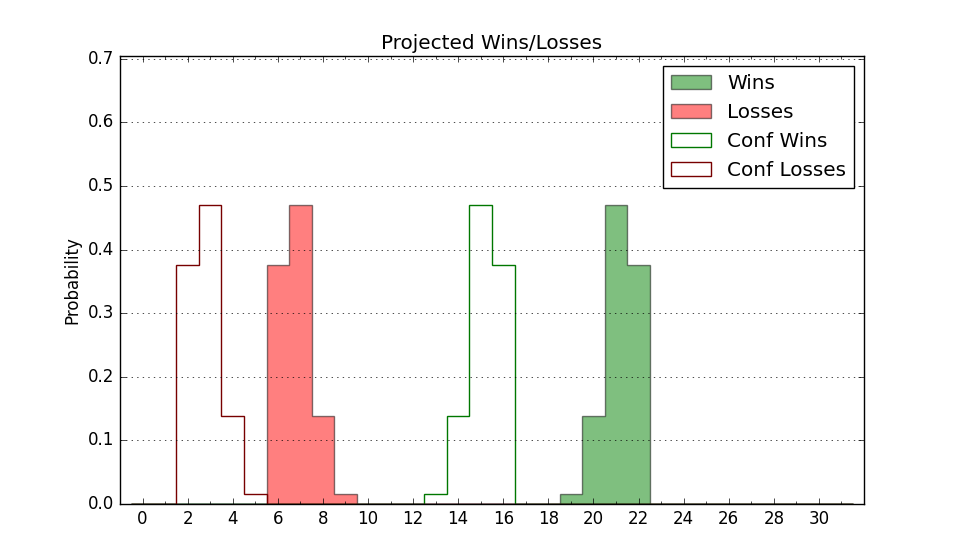 Projected Wins/Losses
Wins
Losses
Conf Wins
Conf Losses
Probability
0.7
0.6
0.5
0.4
0.3
0.2
0.1
0.0
0 2 4 6 8 10 12 14 16 18 20 22 24 26 28 30